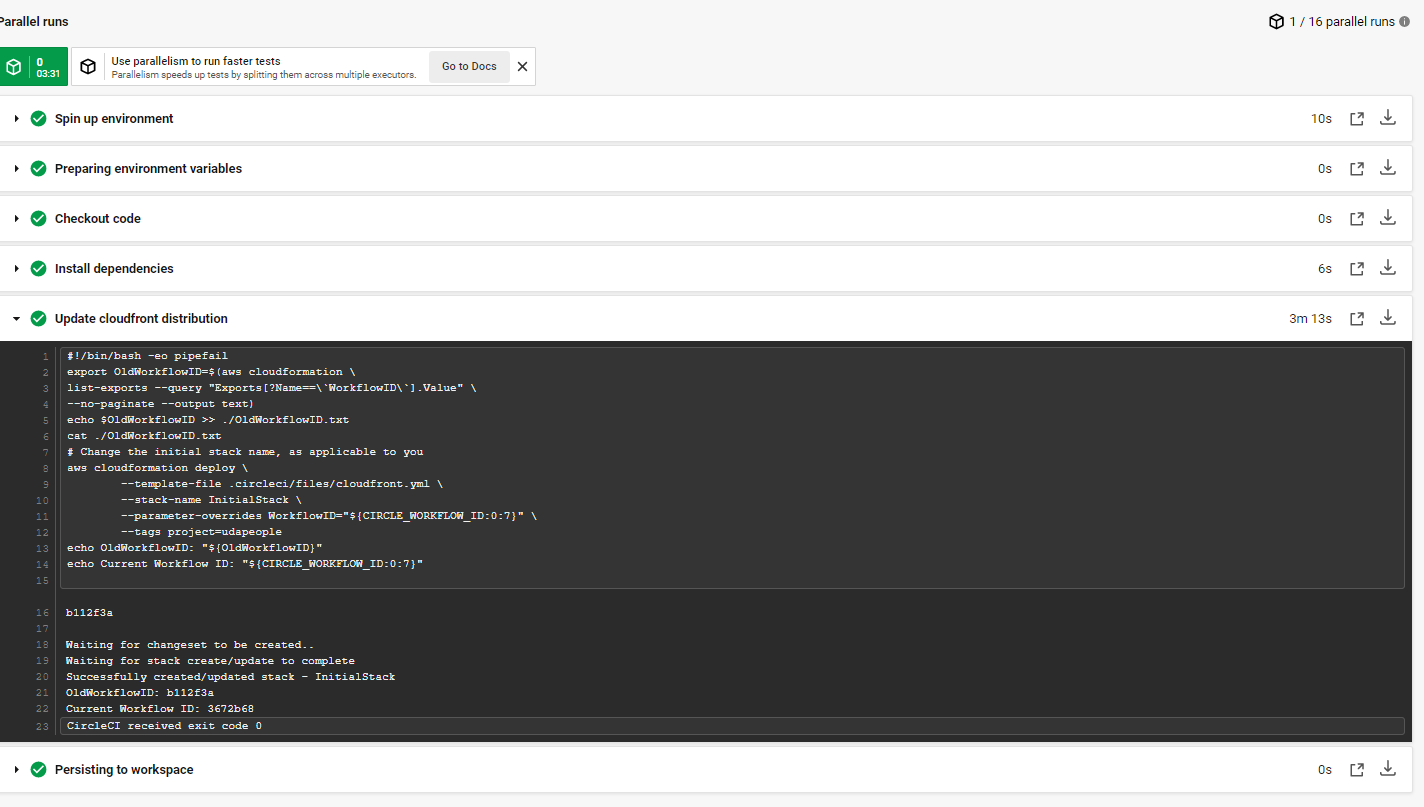 Parallel runs
1 / 16 parallel runs
0
03:31
Use parallelism to run faster tests
Parallelism speeds up tests by splitting them across multiple executors.
Go to Docs
Spin up environment 10s
Preparing environment variables 0s
Checkout code 0s
Install dependencies 6s
Update cloudfront distribution 3m 13s
1 #!/bin/bash -eo pipefail
2 export OldWorkflowID=$(aws cloudformation \
3 list-exports --query "Exports[?Name==\`WorkflowID\`].Value" \
4 --no-paginate --output text)
5 echo $OldWorkflowID >> ./OldWorkflowID.txt
6 cat ./OldWorkflowID.txt
7 # Change the initial stack name, as applicable to you
8 aws cloudformation deploy \
9 --template-file .circleci/files/cloudfront.yml \
10 --stack-name InitialStack \
11 --parameter-overrides WorkflowID="${CIRCLE_WORKFLOW_ID:0:7}" \
12 --tags project=udapeople
13 echo OldWorkflowID: "${OldWorkflowID}"
14 echo Current Workflow ID: "${CIRCLE_WORKFLOW_ID:0:7}"
15
16 b112f3a
17
18 Waiting for changeset to be created..
19 Waiting for stack create/update to complete
20 Successfully created/updated stack - InitialStack
21 OldWorkflowID: b112f3a
22 Current Workflow ID: 3672b68
23 CircleCI received exit code 0
Persisting to workspace 0s